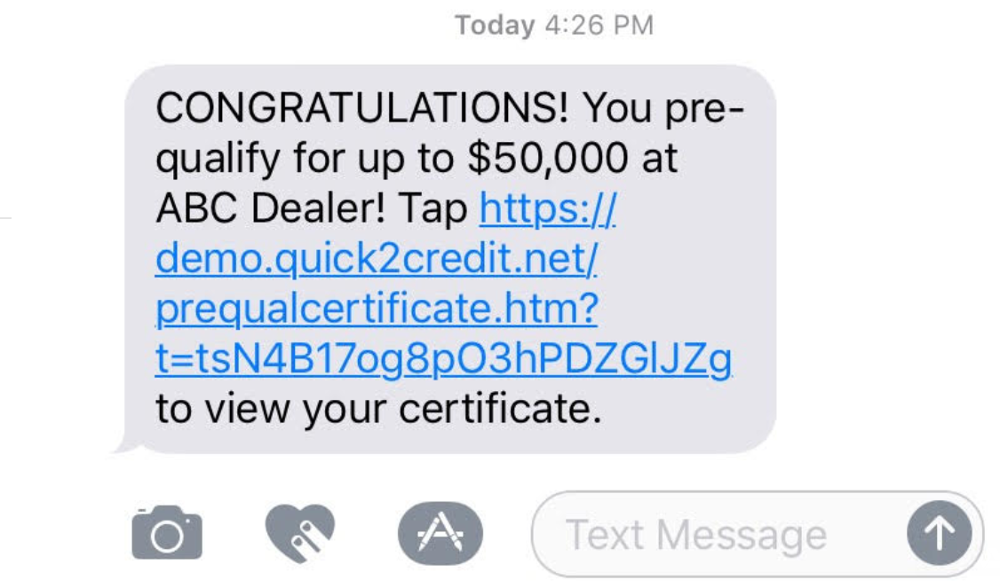 Today 4:26 PM
CONGRATULATIONS! You pre-
qualify for up to $50,000 at
ABC Dealer! Tap https://
demo.quick2credit.net/
prequalcertificate.htm?
t=tsN4B17og8pO3hPDZGlJZg
to view your certificate.
Text Message